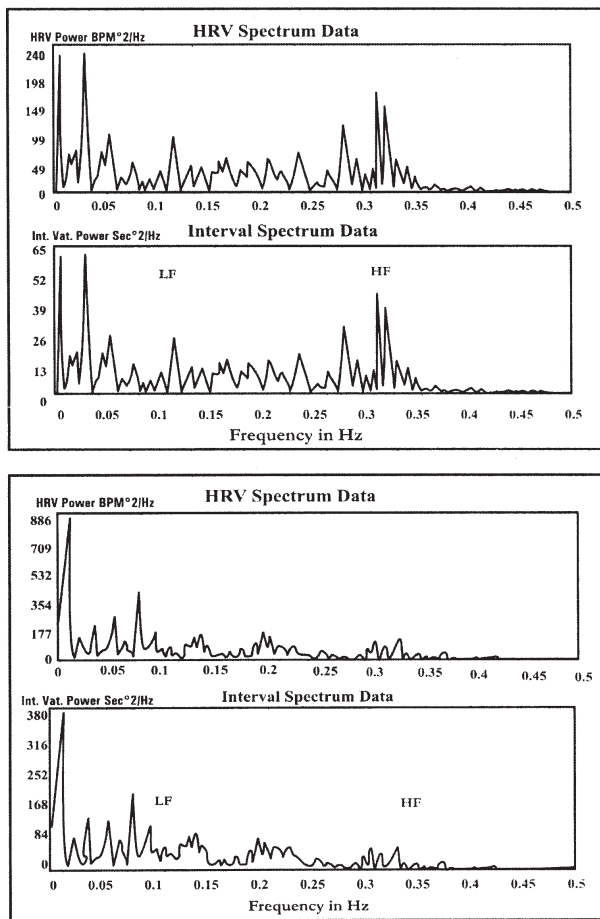 HRV Power BPM°2/Hz HRV Spectrum Data
240
198
149
99
49
0
0 0.05 0.1 0.15 0.2 0.25 0.3 0.35 0.4 0.45 0.5
Int. Vat. Power Sec°2/Hz Interval Spectrum Data
65
52
39
26
13
0
LF HF
0 0.05 0.1 0.15 0.2 0.25 0.3 0.35 0.4 0.45 0.5
Frequency in Hz
HRV Power BPM°2/Hz HRV Spectrum Data
886
709
532
354
177
0
0 0.05 0.1 0.15 0.2 0.25 0.3 0.35 0.4 0.45 0.5
Int. Vat. Power Sec°2/Hz Interval Spectrum Data
380
316
252
168
84
0
LF HF
0 0.05 0.1 0.15 0.2 0.25 0.3 0.35 0.4 0.45 0.5
Frequency in Hz